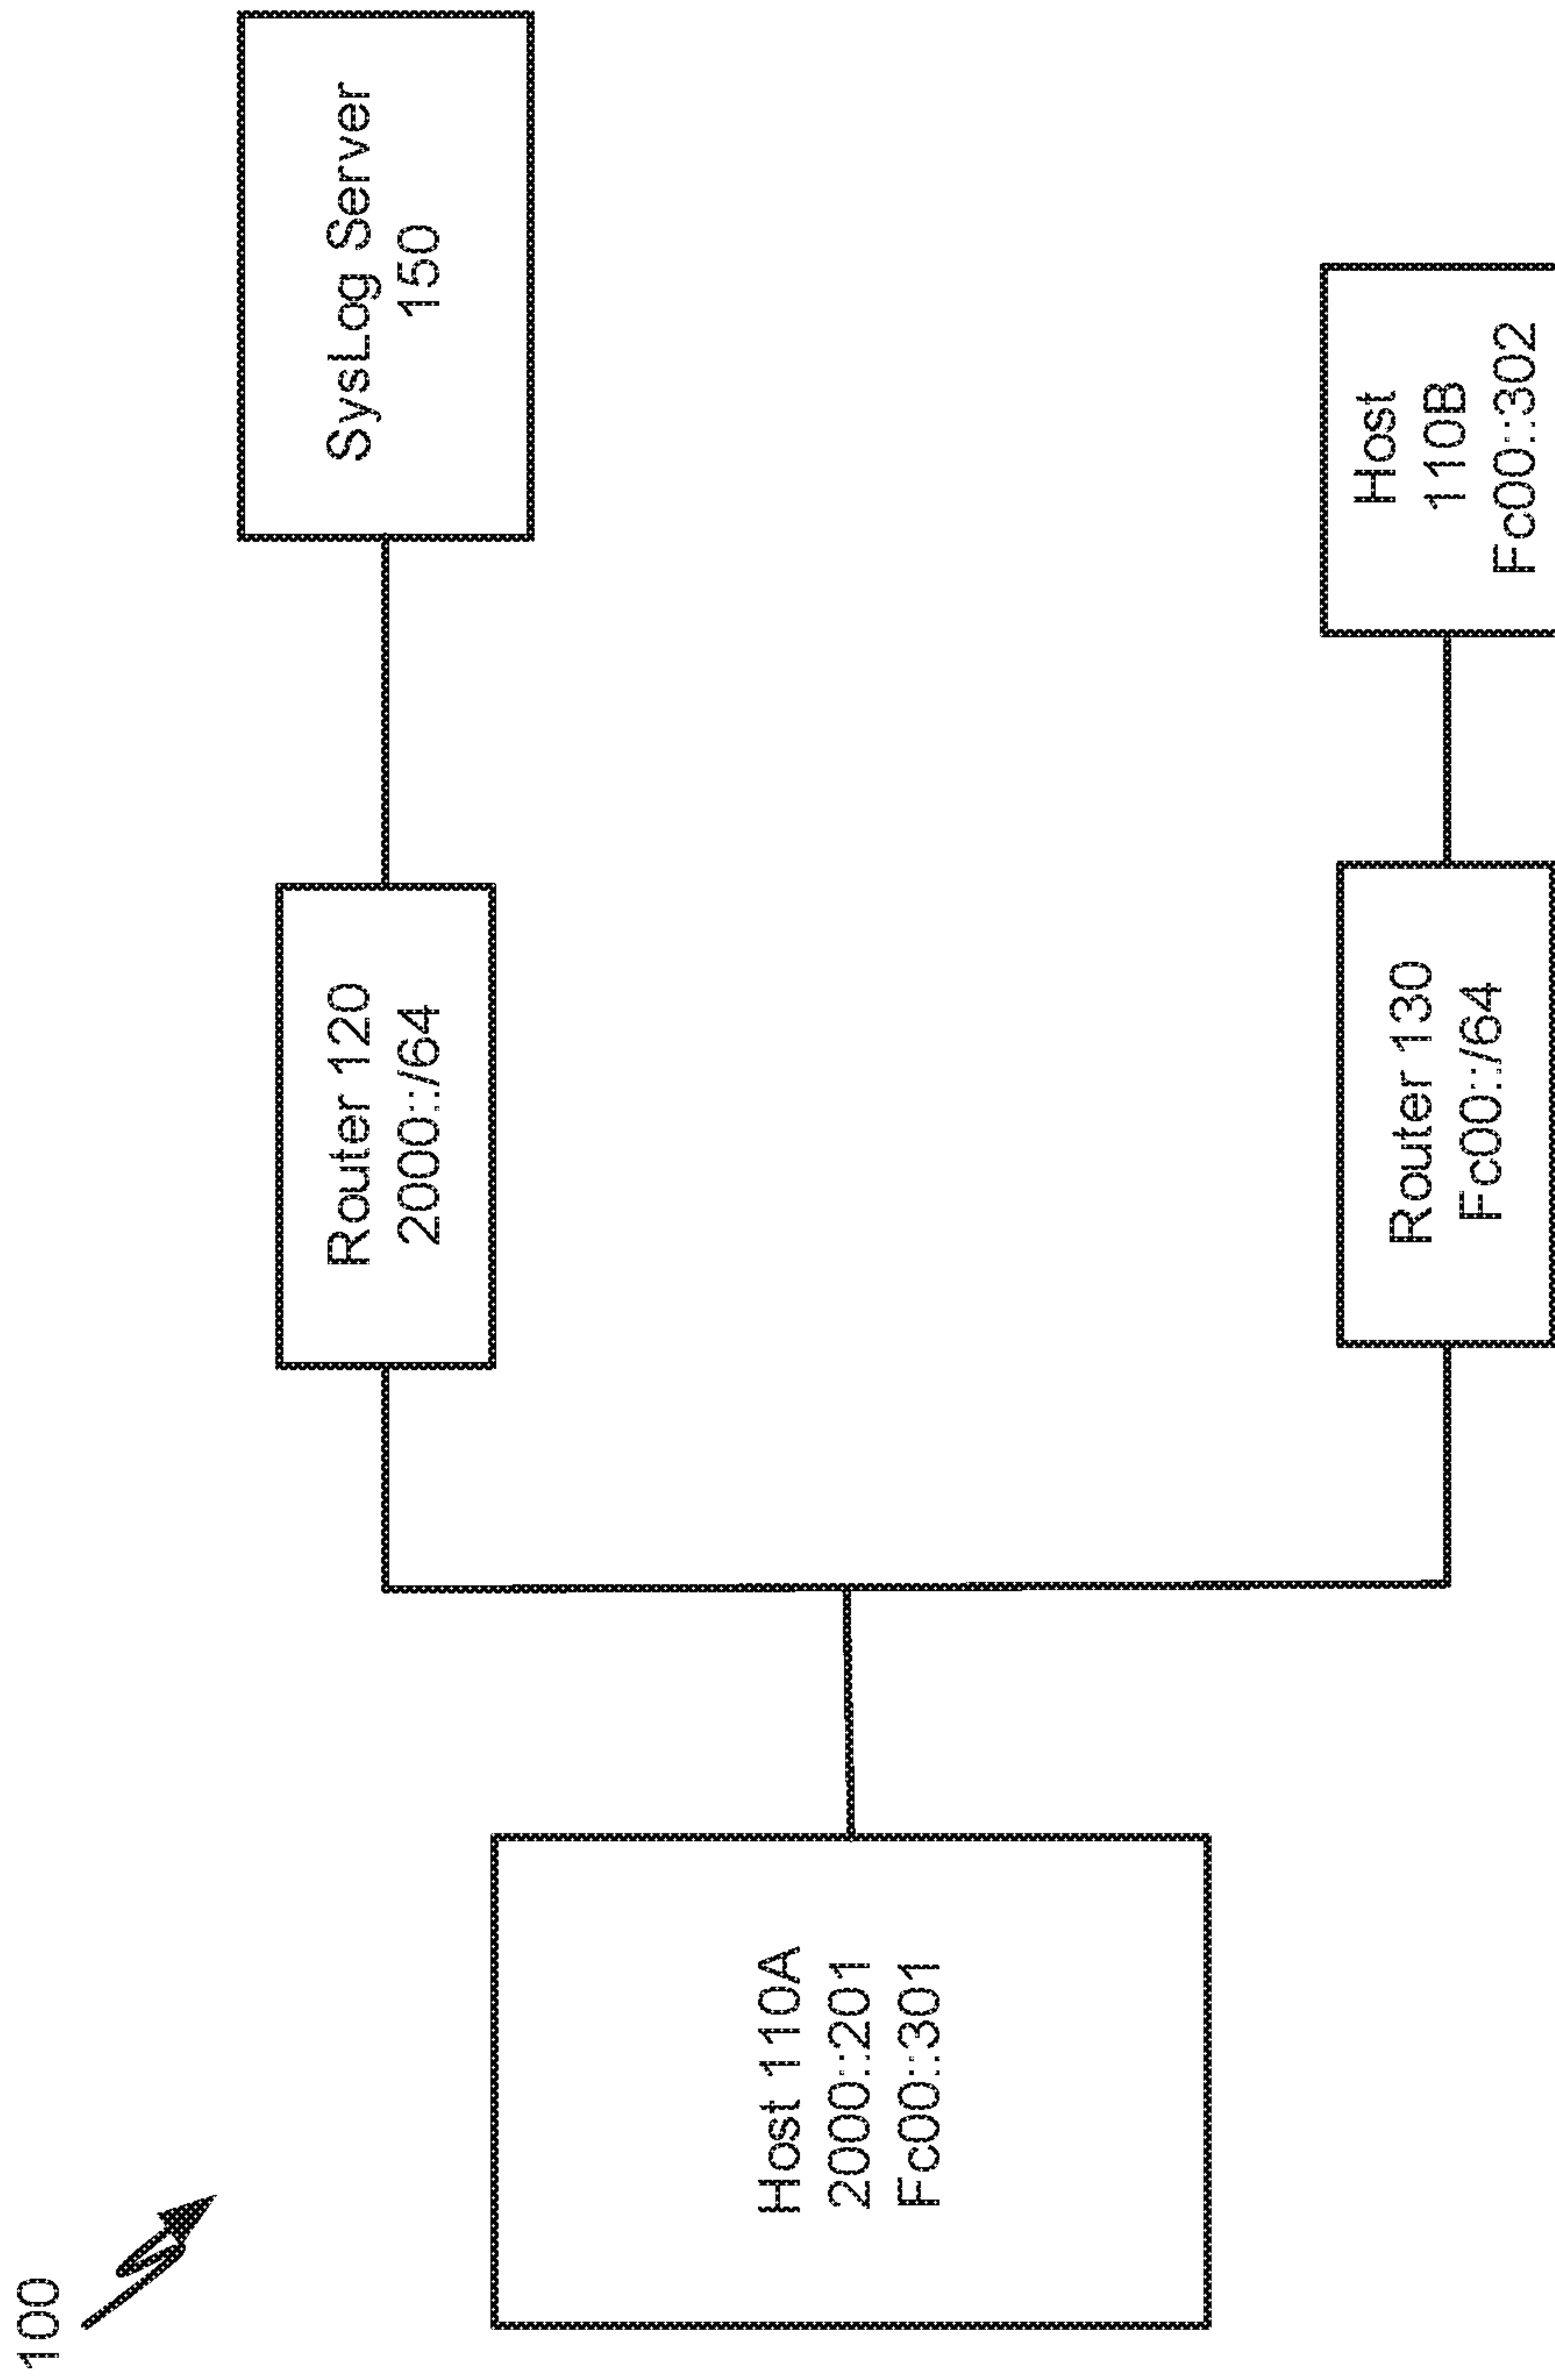 100
Host 110A
2000::201
Fc00::301
Router 120
2000::/64
SysLog Server
150
Router 130
Fc00::/64
Host
110B
Fc00::302